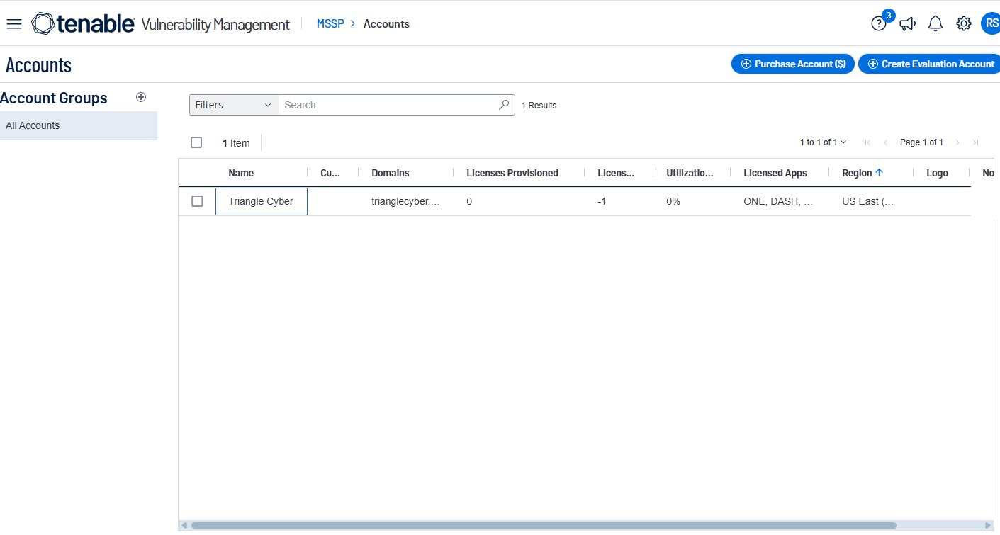 tenable Vulnerability Management MSSP > Accounts 3 RS
Accounts Purchase Account ($) Create Evaluation Account
Account Groups
All Accounts
Filters Search 1 Results
1 Item 1 to 1 of 1 Page 1 of 1
Name Cu... Domains Licenses Provisioned Licens... Utilizatio... Licensed Apps Region Logo No
Triangle Cyber trianglecyber.... 0 -1 0% ONE, DASH, ... US East (...